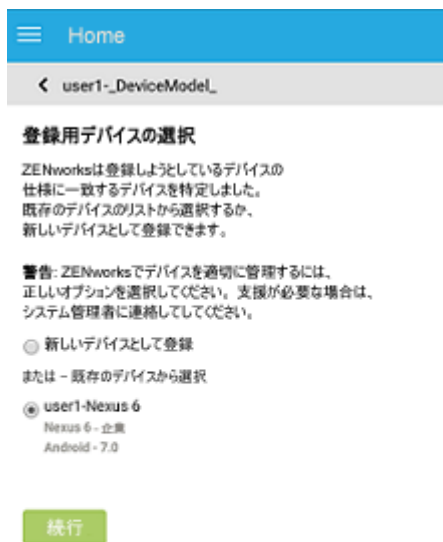 Home
user1-_DeviceModel_
登録用デバイスの選択
ZENworksは登録しようとしているデバイスの
仕様に一致するデバイスを特定しました。
既存のデバイスのリストから選択するか、
新しいデバイスとして登録できます。
警告: ZENworksでデバイスを適切に管理するには、
正しいオプションを選択してください。支援が必要な場合は、
システム管理者に連絡してしてください。
新しいデバイスとして登録
または – 既存のデバイスから選択
user1-Nexus 6
Nexus 6 - 企業
Android - 7.0
続行